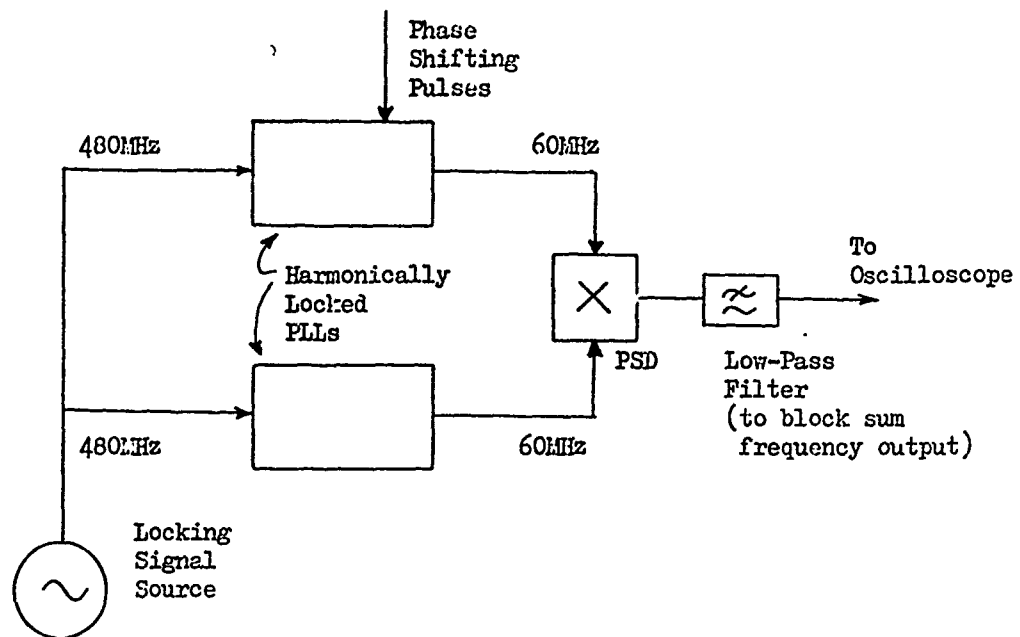 Phase
Shifting
Pulses
480MHz
60MHz
To
Oscilloscope
Harmonically
Locked
PLLs
PSD
Low-Pass
Filter
(to block sum
frequency output)
480MHz
60MHz
Locking
Signal
Source